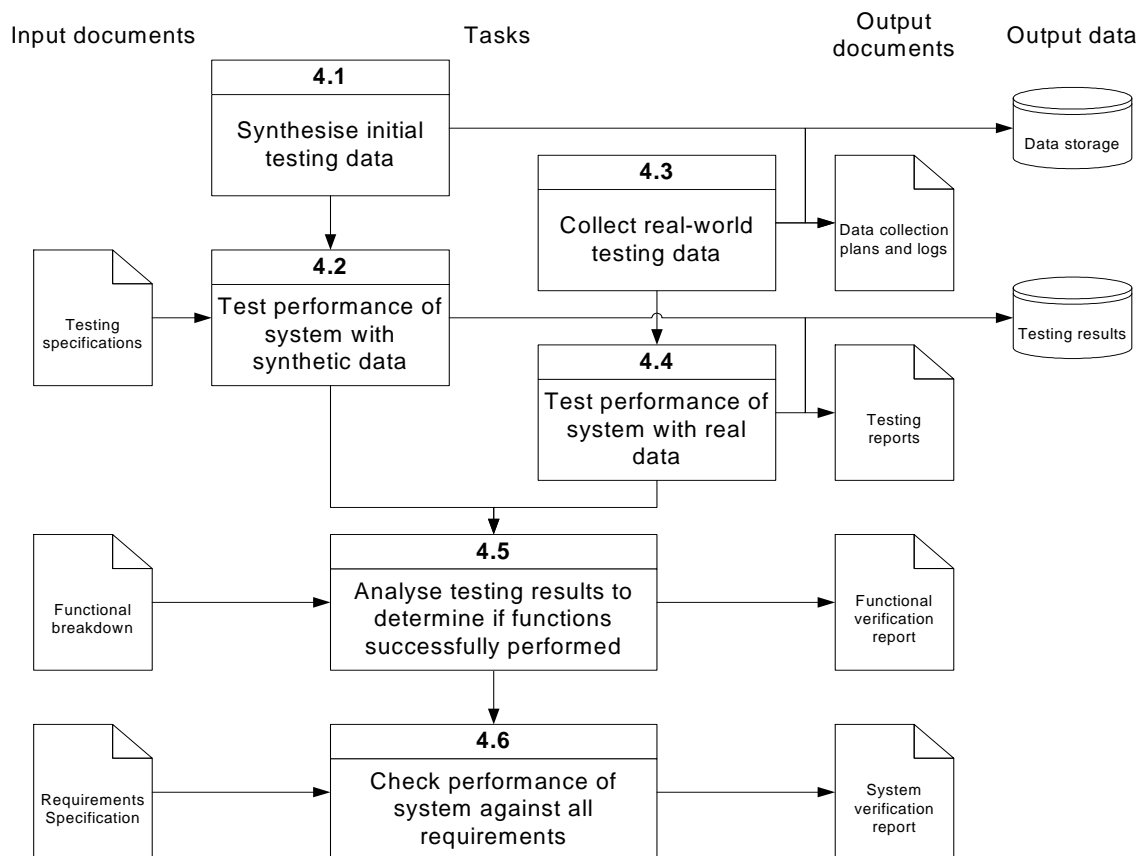 Input documents
Tasks
Output
documents
Output data
4.1
Synthesise initial
testing data
Data storage
4.3
Collect real-world
testing data
Data collection
plans and logs
4.2
Test performance of
system with
synthetic data
Testing
specifications
Testing results
4.4
Test performance of
system with real
data
Testing
reports
4.5
Analyse testing results to
determine if functions
successfully performed
Functional
breakdown
Functional
verification
report
4.6
Check performance of
system against all
requirements
Requirements
Specification
System
verification
report